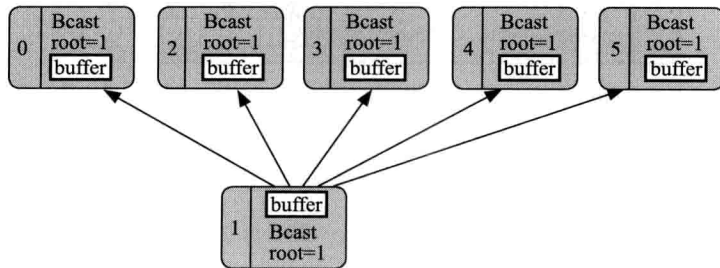 0
Bcast
root=1
buffer
2
Bcast
root=1
buffer
3
Bcast
root=1
buffer
4
Bcast
root=1
buffer
5
Bcast
root=1
buffer
1
buffer
Bcast
root=1